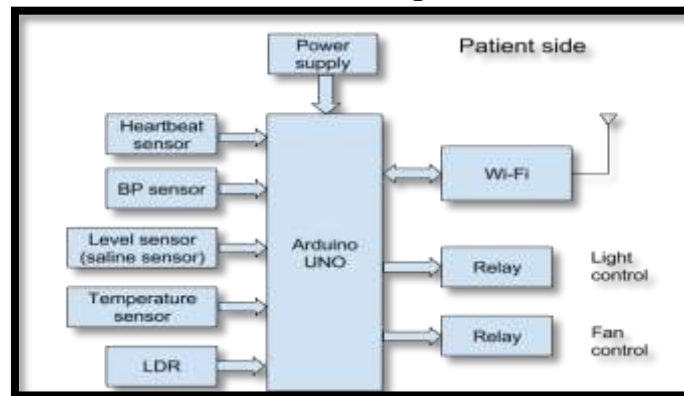 Power
supply
Patient side
Heartbeat
sensor
BP sensor
Level sensor
(saline sensor)
Temperature
sensor
LDR
Arduino
UNO
Wi-Fi
Relay
Light
control
Relay
Fan
control